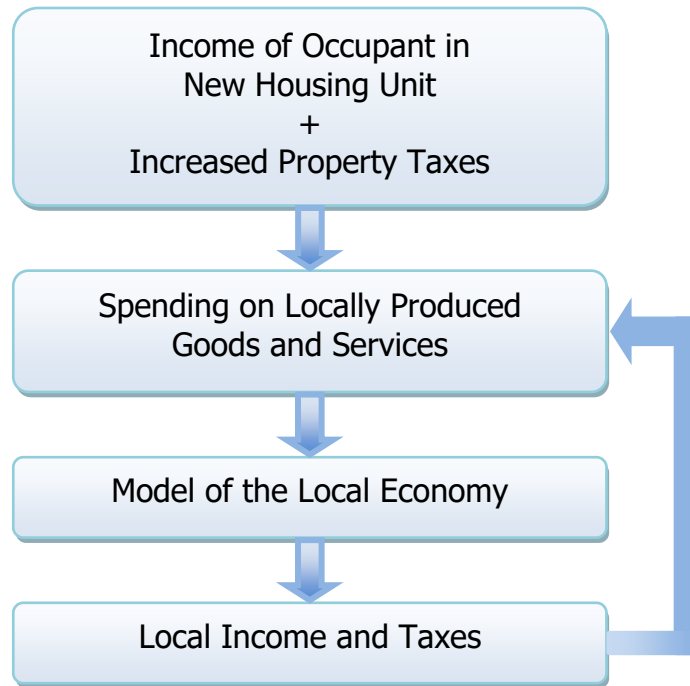 Income of Occupant in
New Housing Unit
+
Increased Property Taxes
Spending on Locally Produced
Goods and Services
Model of the Local Economy
Local Income and Taxes